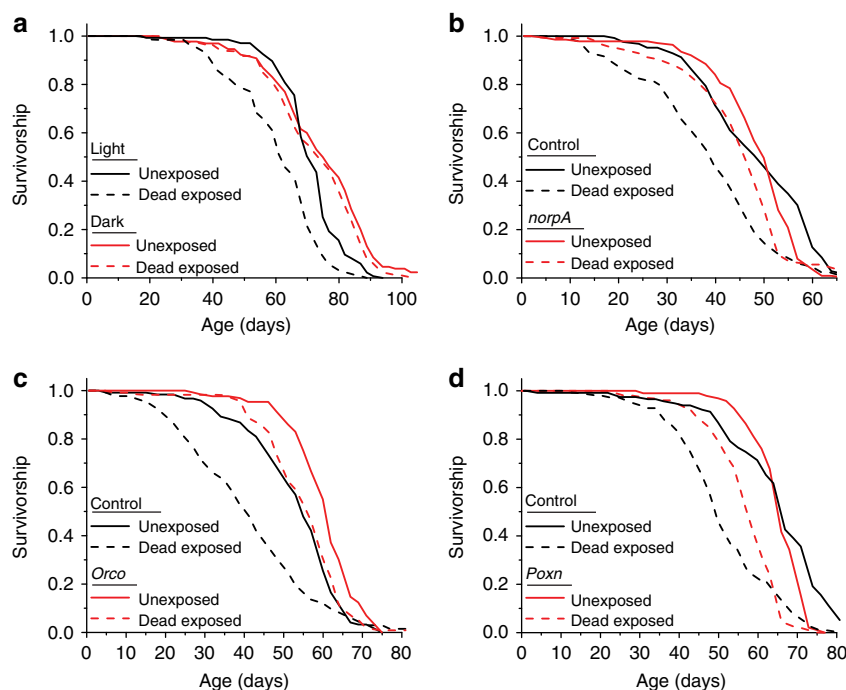 a
1.0
0.8
0.6
0.4
0.2
0.0
Survivorship
Light
Unexposed
Dead exposed
Dark
Unexposed
Dead exposed
0 20 40 60 80 100
Age (days)
b
1.0
0.8
0.6
0.4
0.2
0.0
Survivorship
Control
Unexposed
Dead exposed
norpA
Unexposed
Dead exposed
0 10 20 30 40 50 60
Age (days)
c
1.0
0.8
0.6
0.4
0.2
0.0
Survivorship
Control
Unexposed
Dead exposed
Orco
Unexposed
Dead exposed
0 10 20 30 40 50 60 70 80
Age (days)
d
1.0
0.8
0.6
0.4
0.2
0.0
Survivorship
Control
Unexposed
Dead exposed
Poxn
Unexposed
Dead exposed
0 10 20 30 40 50 60 70 80
Age (days)